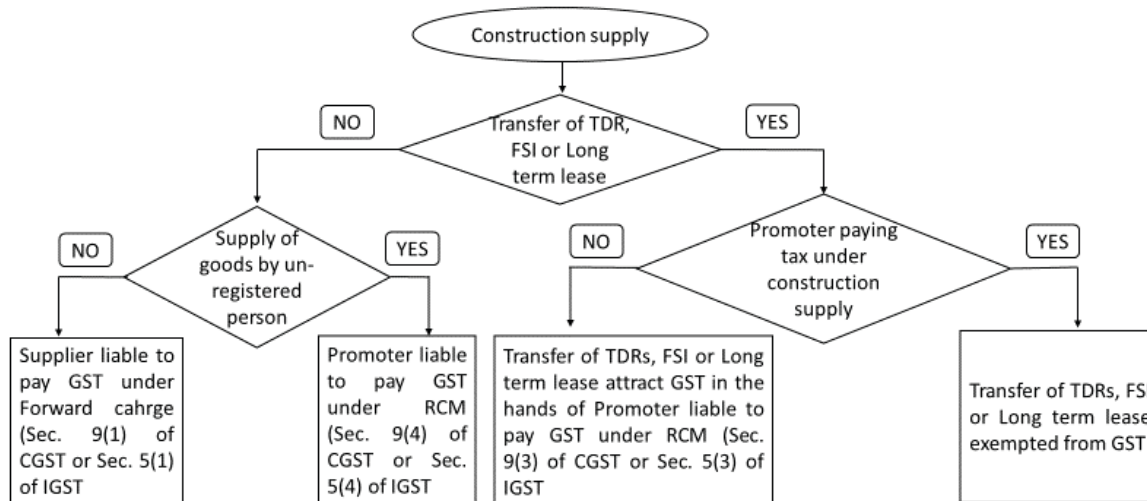 Construction supply
NO
Transfer of TDR,
FSI or Long
term lease
YES
NO
Supply of
goods by un-
registered
person
YES
NO
Promoter paying
tax under
construction
supply
YES
Supplier liable to
pay GST under
Forward cahrge
(Sec. 9(1) of
CGST or Sec. 5(1)
of IGST
Promoter liable
to pay GST
under RCM
(Sec. 9(4) of
CGST or Sec.
5(4) of IGST
Transfer of TDRs, FSI or Long
term lease attract GST in the
hands of Promoter liable to
pay GST under RCM (Sec.
9(3) of CGST or Sec. 5(3) of
IGST
Transfer of TDRs, FSI
or Long term lease
exempted from GST